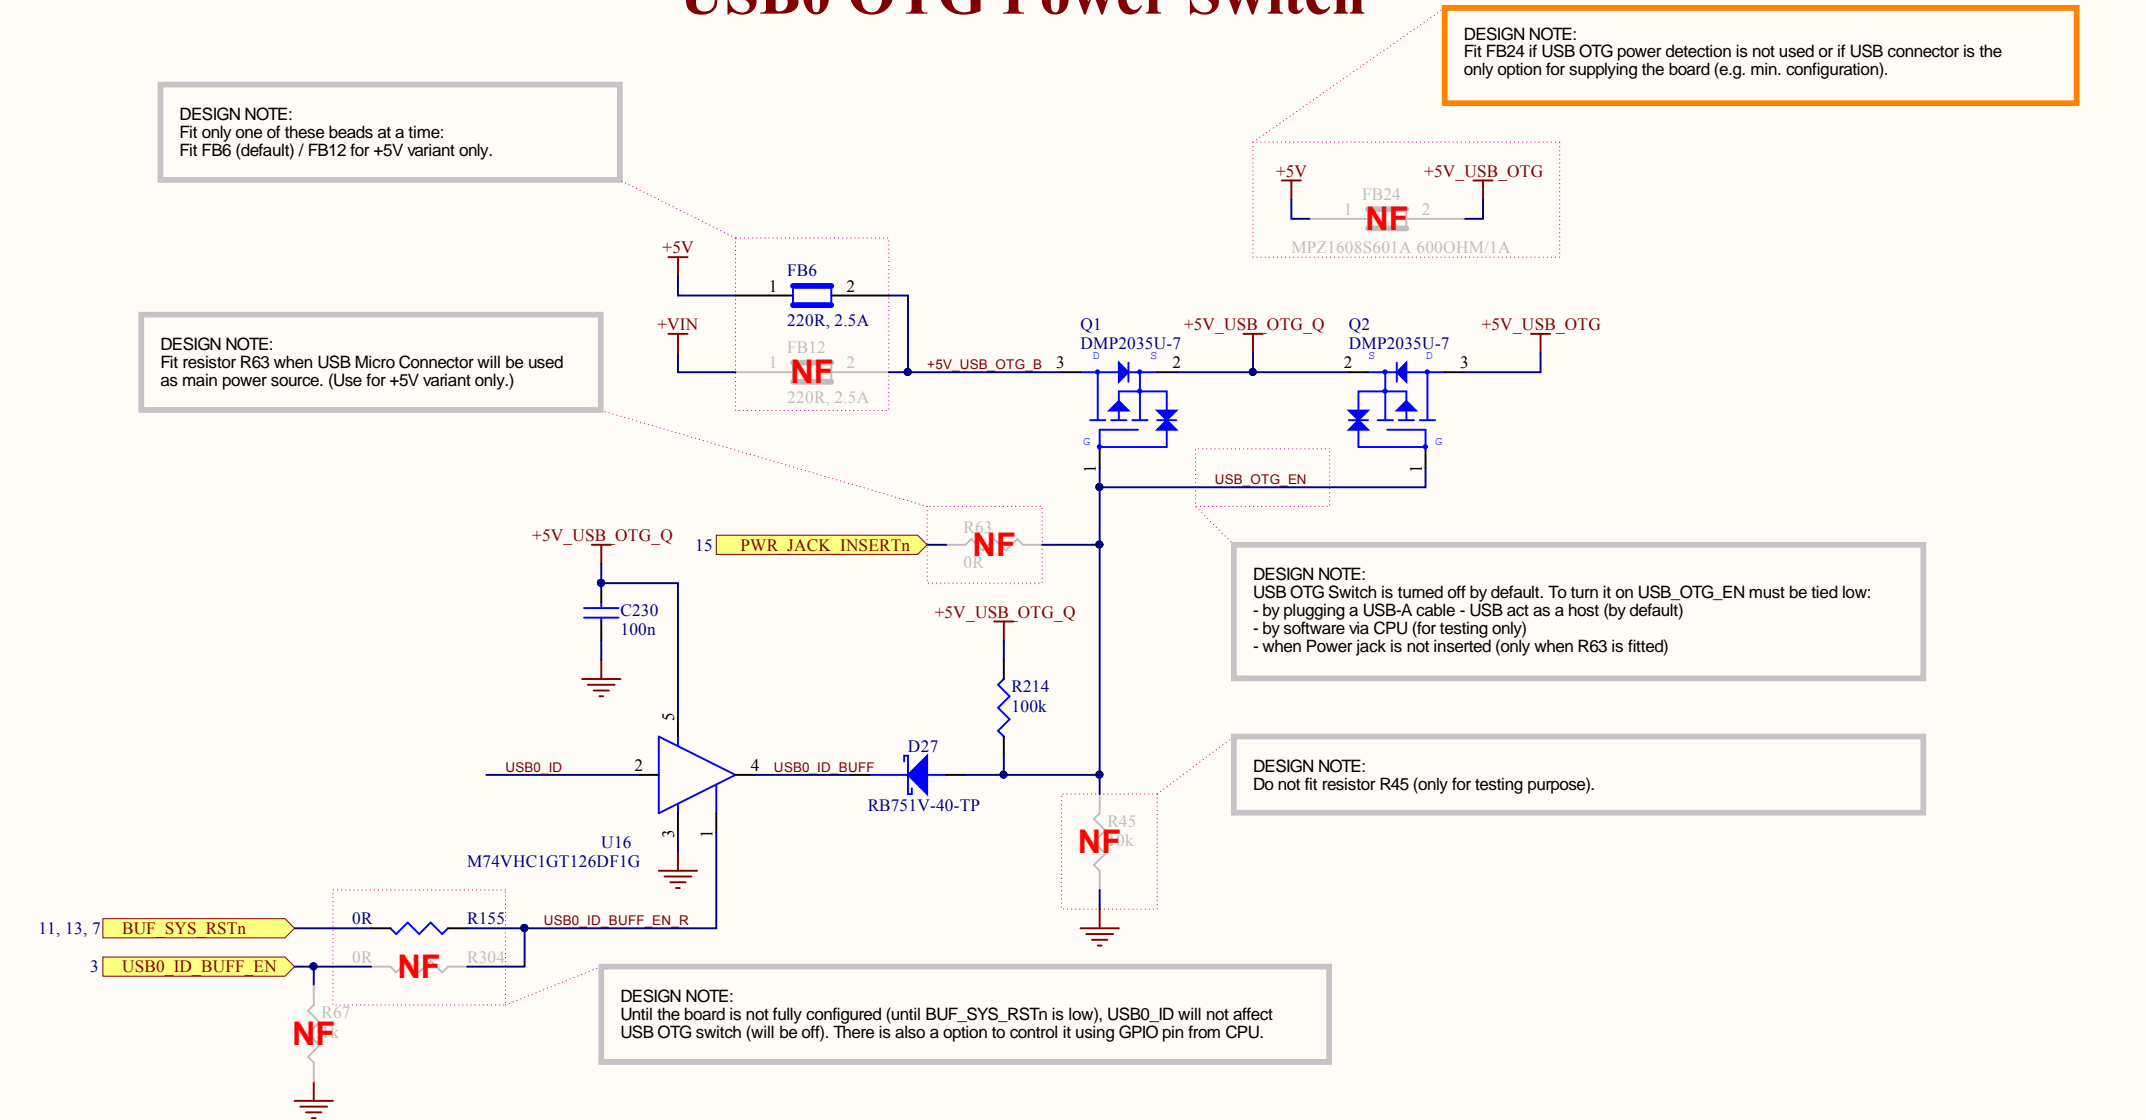 USB0 OTG Power Switch
DESIGN NOTE:
Fit FB24 if USB OTG power detection is not used or if USB connector is the
only option for supplying the board (e.g. min. configuration).
DESIGN NOTE:
Fit only one of these beads at a time:
Fit FB6 (default) / FB12 for +5V variant only.
+5V
+5V_USB_OTG
FB24
1
NF
2
MPZ1608S601A 600OHM/1A
+5V
FB6
1
2
220R, 2.5A
+VIN
FB12
1
NF
2
220R, 2.5A
+5V_USB_OTG_B
DESIGN NOTE:
Fit resistor R63 when USB Micro Connector will be used
as main power source. (Use for +5V variant only.)
Q1
DMP2035U-7
D
S
3
2
G
1
+5V_USB_OTG_Q
Q2
DMP2035U-7
S
D
2
3
G
1
+5V_USB_OTG
USB_OTG_EN
15
PWR_JACK_INSERTn
R63
NF
0R
+5V_USB_OTG_Q
C230
100n
+5V_USB_OTG_Q
R214
100k
DESIGN NOTE:
USB OTG Switch is turned off by default. To turn it on USB_OTG_EN must be tied low:
- by plugging a USB-A cable - USB act as a host (by default)
- by software via CPU (for testing only)
- when Power jack is not inserted (only when R63 is fitted)
USB0_ID
2
5
4
3
1
USB0_ID_BUFF
D27
RB751V-40-TP
U16
M74VHC1GT126DF1G
DESIGN NOTE:
Do not fit resistor R45 (only for testing purpose).
R45
NF
11, 13, 7
BUF_SYS_RSTn
0R
R155
USB0_ID_BUFF_EN_R
3
USB0_ID_BUFF_EN
0R
NF
R304
R67
NF
DESIGN NOTE:
Until the board is not fully configured (until BUF_SYS_RSTn is low), USB0_ID will not affect
USB OTG switch (will be off). There is also a option to control it using GPIO pin from CPU.